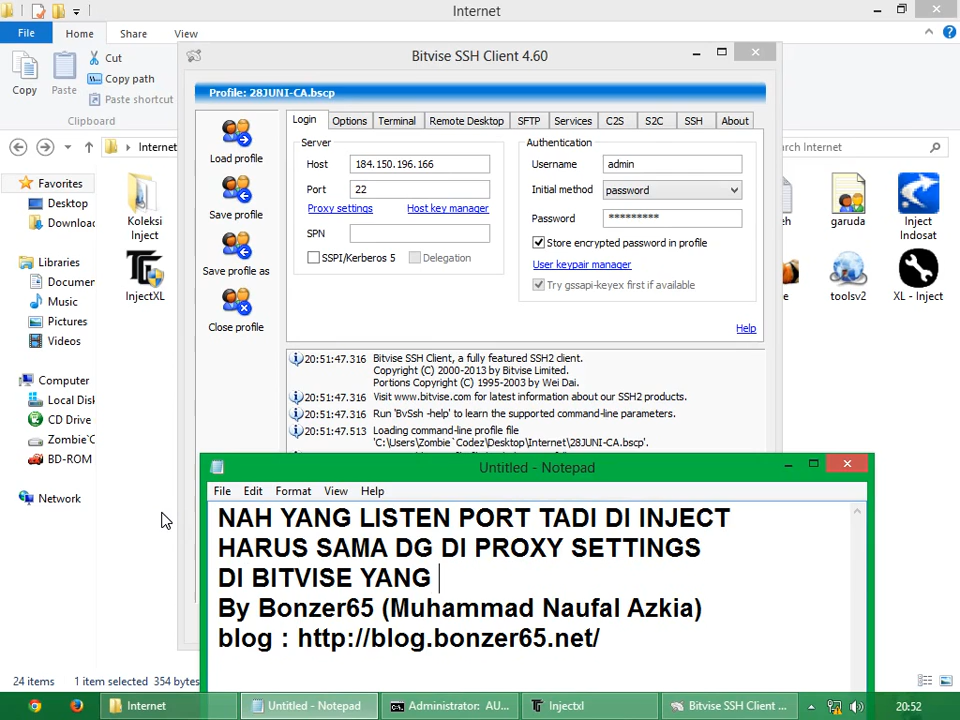 Internet
File
Home
Share
View
Copy
Paste
Cut
Copy path
Paste shortcut
Clipboard
Internet
Search Internet
Favorites
Desktop
Libraries
Music
Pictures
Videos
Computer
CD Drive
BD-ROM
Network
Koleksi
Inject
InjectXL
garuda
Inject
Indosat
toolsv2
XL - Inject
Bitvise SSH Client 4.60
Profile: 28JUNI-CA.bscp
Load profile
Save profile
Save profile as
Close profile
Login
Options
Terminal
Remote Desktop
SFTP
Services
C2S
S2C
SSH
About
Server
Host
184.150.196.166
Port
22
Proxy settings
Host key manager
SPN
SSPI/Kerberos 5
Delegation
Authentication
Username
admin
Initial method
password
Password
*********
Store encrypted password in profile
User keypair manager
Try gssapi-keyex first if available
Help
20:51:47.316 Bitvise SSH Client, a fully featured SSH2 client.
Copyright (C) 2000-2013 by Bitvise Limited.
Portions Copyright (C) 1995-2003 by Wei Dai.
20:51:47.316 Visit www.bitvise.com for latest information about our SSH2 products.
20:51:47.316 Run 'BvSsh -help' to learn the supported command-line parameters.
20:51:47.513 Loading command-line profile file
'C:\Users\Zombie`Codez\Desktop\Internet\28JUNI-CA.bscp'.
Untitled - Notepad
File Edit Format View Help
NAH YANG LISTEN PORT TADI DI INJECT
HARUS SAMA DG DI PROXY SETTINGS
DI BITVISE YANG
By Bonzer65 (Muhammad Naufal Azkia)
blog : http://blog.bonzer65.net/
24 items
1 item selected 354 bytes
Internet
Untitled - Notepad
Administrator: AU...
Injectxl
Bitvise SSH Client ...
20:52